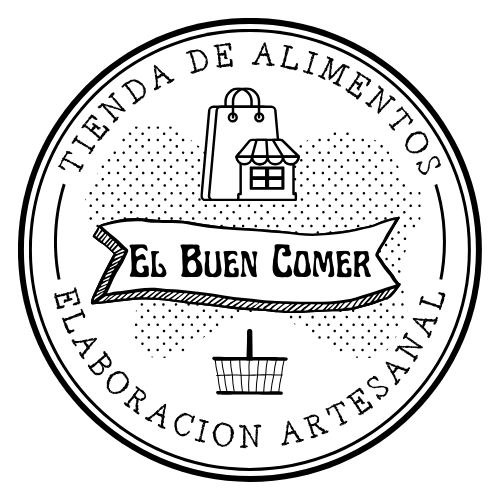 TIENDA DE ALIMENTOS
EL BUEN COMER
ELABORACION ARTESANAL